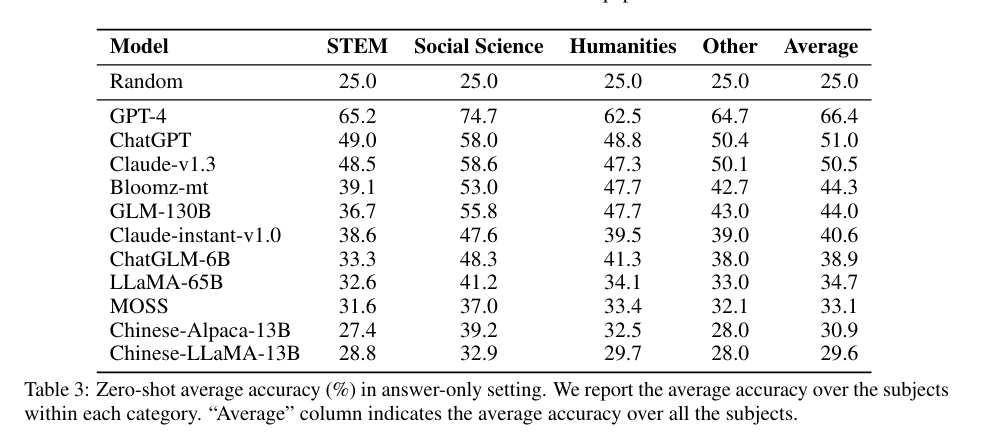 Model STEM Social Science Humanities Other Average
Random 25.0 25.0 25.0 25.0 25.0
GPT-4 65.2 74.7 62.5 64.7 66.4
ChatGPT 49.0 58.0 48.8 50.4 51.0
Claude-v1.3 48.5 58.6 47.3 50.1 50.5
Bloomz-mt 39.1 53.0 47.7 42.7 44.3
GLM-130B 36.7 55.8 47.7 43.0 44.0
Claude-instant-v1.0 38.6 47.6 39.5 39.0 40.6
ChatGLM-6B 33.3 48.3 41.3 38.0 38.9
LLaMA-65B 32.6 41.2 34.1 33.0 34.7
MOSS 31.6 37.0 33.4 32.1 33.1
Chinese-Alpaca-13B 27.4 39.2 32.5 28.0 30.9
Chinese-LLaMA-13B 28.8 32.9 29.7 28.0 29.6
Table 3: Zero-shot average accuracy (%) in answer-only setting. We report the average accuracy over the subjects
within each category. “Average” column indicates the average accuracy over all the subjects.